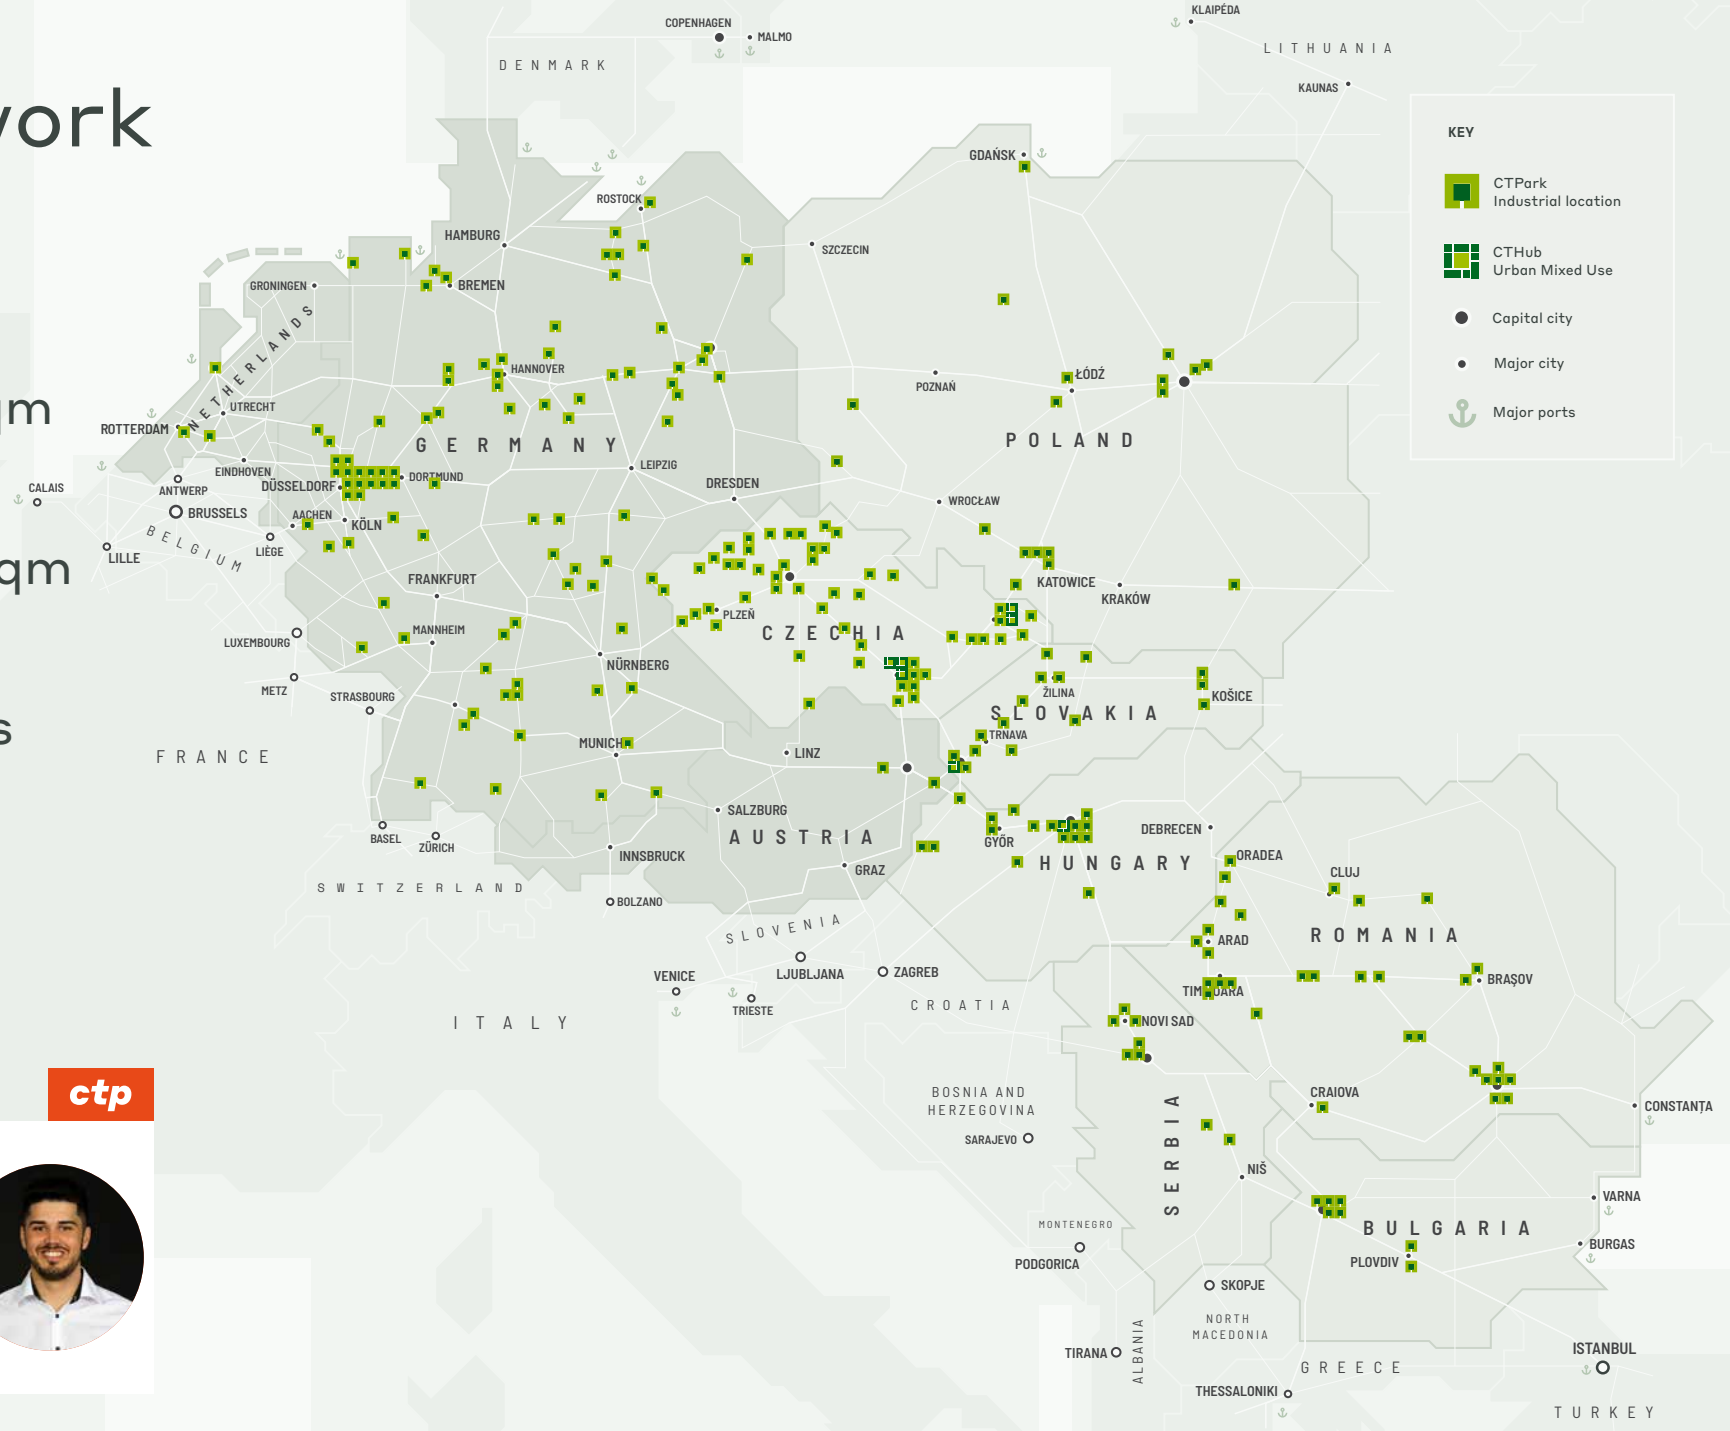 work
qm
qm
s
ctp
KEY
CTPark
Industrial location
CTHub
Urban Mixed Use
Capital city
Major city
Major ports
COPENHAGEN
MALMO
DENMARK
KLAIPĖDA
LITHUANIA
KAUNAS
GDAŃSK
ROSTOCK
HAMBURG
SZCZECIN
GRONINGEN
BREMEN
NETHERLANDS
HANNOVER
POZNAŃ
ŁÓDŹ
UTRECHT
ROTTERDAM
GERMANY
POLAND
EINDHOVEN
LEIPZIG
DORTMUND
DÜSSELDORF
DRESDEN
CALAIS
ANTWERP
WROCŁAW
BRUSSELS
AACHEN
KÖLN
BELGIUM
LIÈGE
LILLE
FRANKFURT
KATOWICE
KRAKÓW
PLZEŇ
CZECHIA
LUXEMBOURG
MANNHEIM
NÜRNBERG
METZ
STRASBOURG
ŽILINA
KOŠICE
SLOVAKIA
TRNAVA
FRANCE
MUNICH
LINZ
SALZBURG
AUSTRIA
BASEL
ZÜRICH
GYŐR
DEBRECEN
INNSBRUCK
HUNGARY
ORADEA
GRAZ
CLUJ
SWITZERLAND
BOLZANO
SLOVENIA
ROMANIA
ARAD
VENICE
LJUBLJANA
ZAGREB
BRAŞOV
TRIESTE
CROATIA
ITALY
NOVI SAD
BOSNIA AND
HERZEGOVINA
CRAIOVA
CONSTANȚA
SARAJEVO
SERBIA
NIŠ
VARNA
MONTENEGRO
BULGARIA
BURGAS
PODGORICA
PLOVDIV
SKOPJE
NORTH
MACEDONIA
TIRANA
ALBANIA
ISTANBUL
GREECE
THESSALONIKI
TURKEY